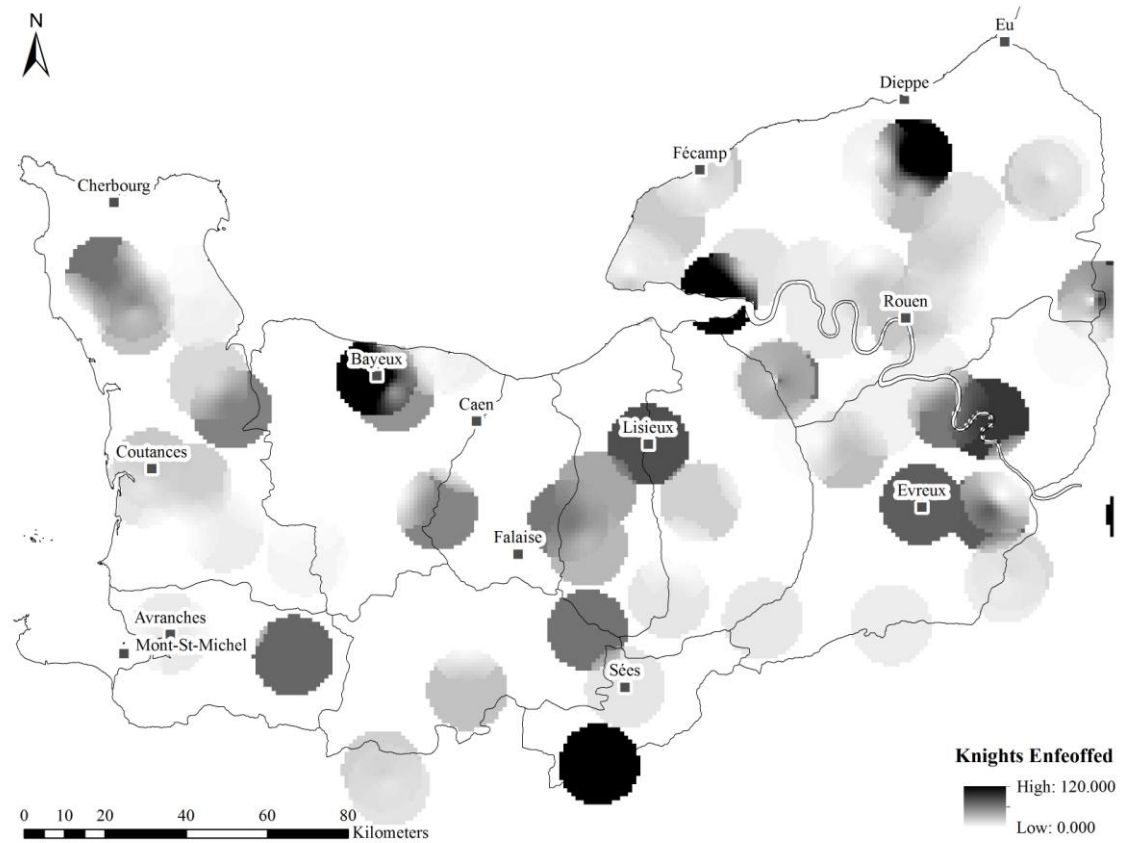 N
Eu
Dieppe
Fécamp
Cherbourg
Rouen
Bayeux
Caen
Lisieux
Coutances
Evreux
Falaise
Avranches
Mont-St-Michel
Sées
Knights Enfeoffed
High: 120.000
Low: 0.000
0 10 20 40 60 80
Kilometers